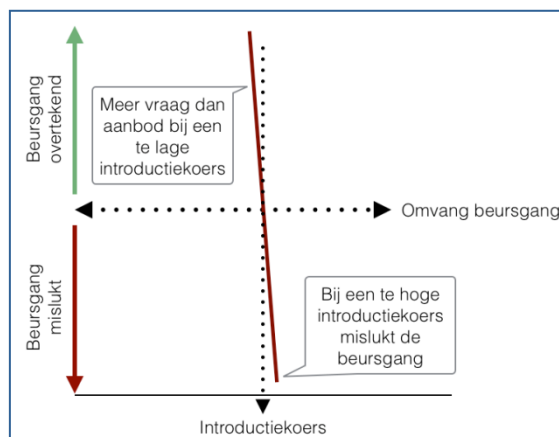 Beursgang
overtekend
Meer vraag dan
aanbod bij een
te lage
introductiekoers
Omvang beursgang
Beursgang
mislukt
Bij een te hoge
introductiekoers
mislukt de
beursgang
Introductiekoers